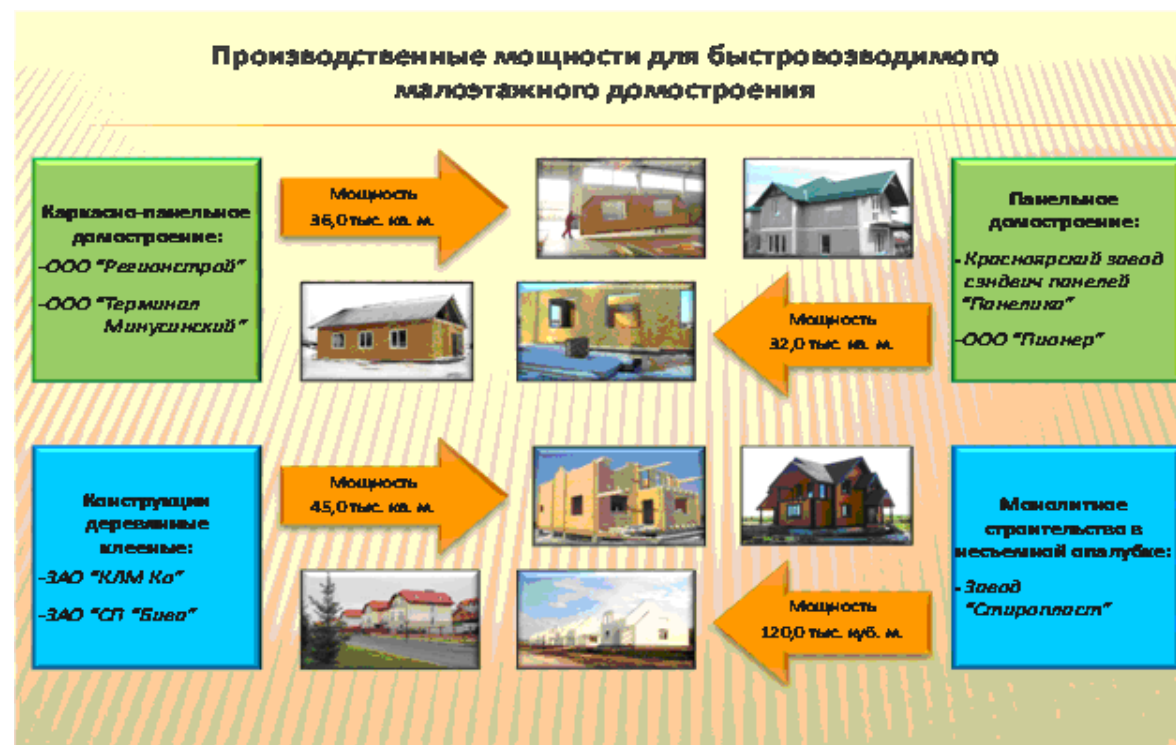 Производственные мощности для быстровозводимого
малоэтажного домостроения
Каркасно-панельное
домостроение:
-ООО "Регионстрой"
-ООО "Терминал
Минусинский"
Мощность
36,0 тыс. кв. м.
Панельное
домостроение:
- Красноярский завод
сэндвич панелей
"Панелика"
-ООО "Пионер"
Мощность
32,0 тыс. кв. м.
Конструкции
деревянные
клееные:
-ЗАО "КЛМ Ко"
-ЗАО "СП "Бива"
Мощность
45,0 тыс. кв. м.
Монолитное
строительство в
несъемной опалубке:
- Завод
"Стиропласт"
Мощность
120,0 тыс. куб. м.